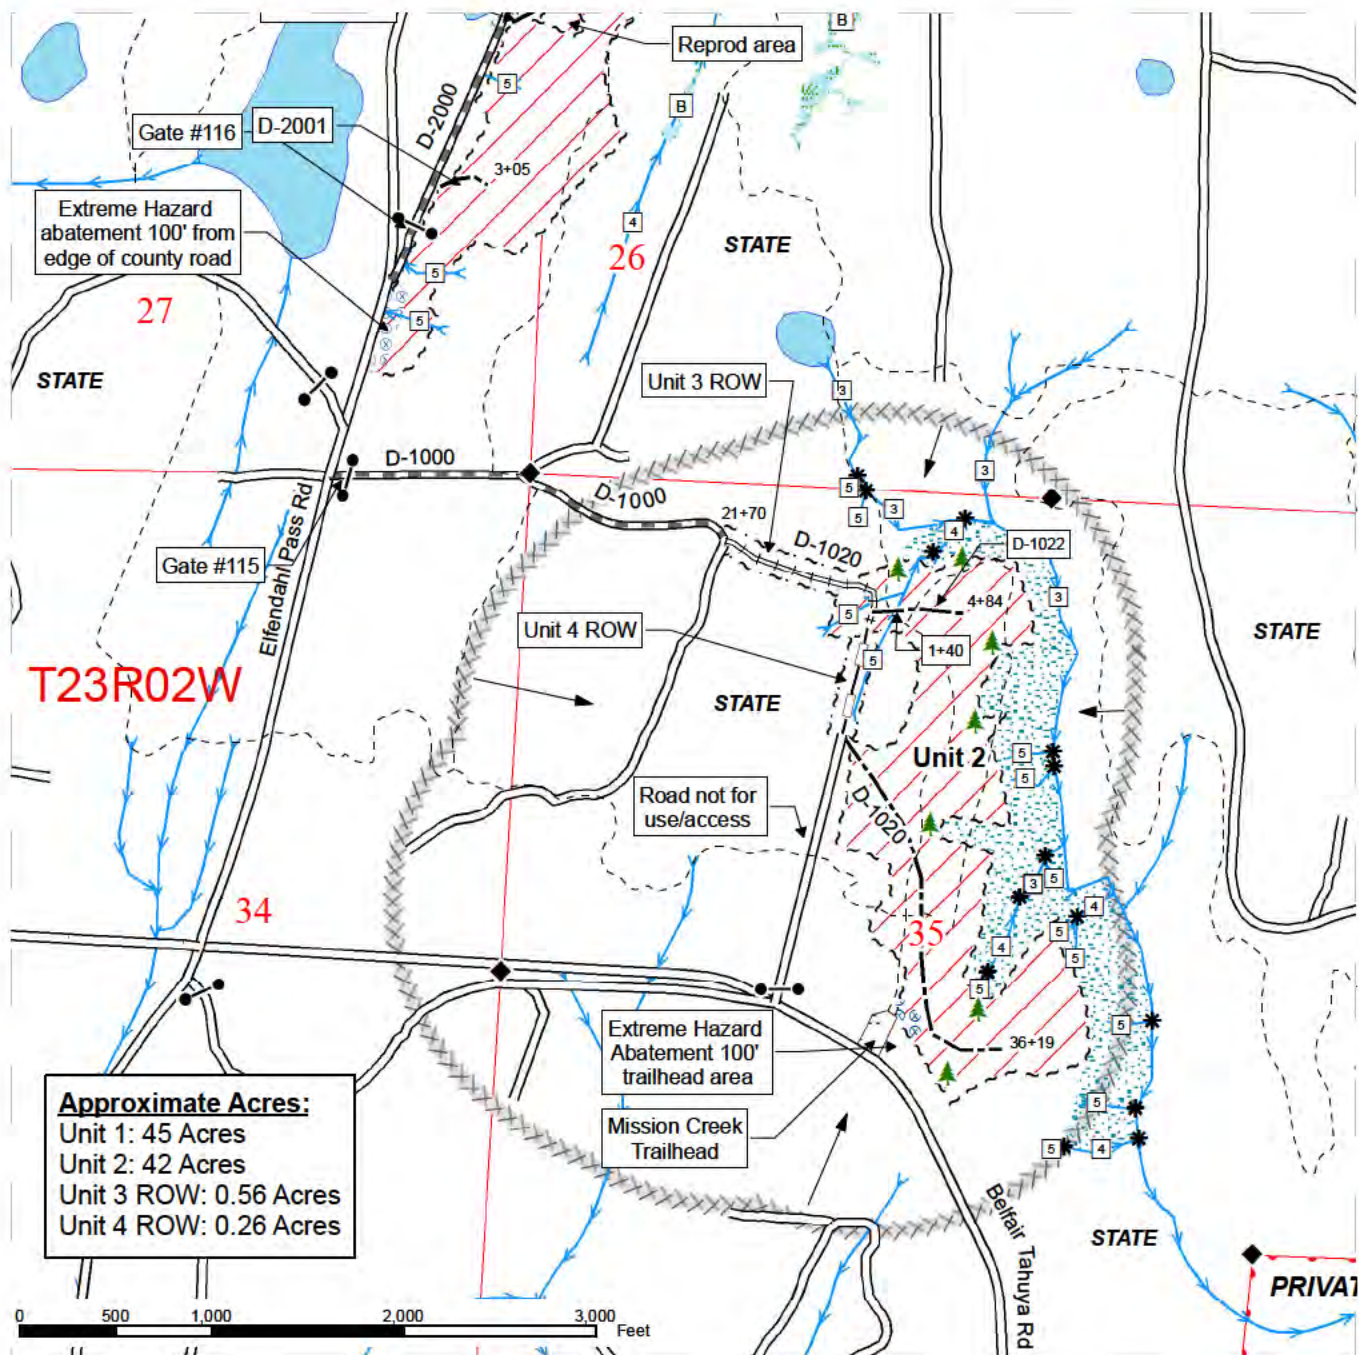 B
Reprod area
5
B
D-2000
Gate #116
D-2001
3+05
Extreme Hazard
abatement 100' from
edge of county road
4
STATE
26
5
27
5
STATE
Unit 3 ROW
3
D-1000
3
D-1000
5
21+70
3
5
4
D-1020
D-1022
Elfendahl Pass Rd
Gate #115
3
4+84
5
Unit 4 ROW
1+40
STATE
5
T23R02W
STATE
Unit 2
5
5
Road not for
use/access
D-1020
5
3
4
34
35
5
4
5
5
Extreme Hazard
Abatement 100'
trailhead area
5
36+19
Mission Creek
Trailhead
5
5
4
Approximate Acres:
Unit 1: 45 Acres
Unit 2: 42 Acres
Unit 3 ROW: 0.56 Acres
Unit 4 ROW: 0.26 Acres
Belfair Tahuya Rd
STATE
PRIVAT
0 500 1,000 2,000 3,000
Feet